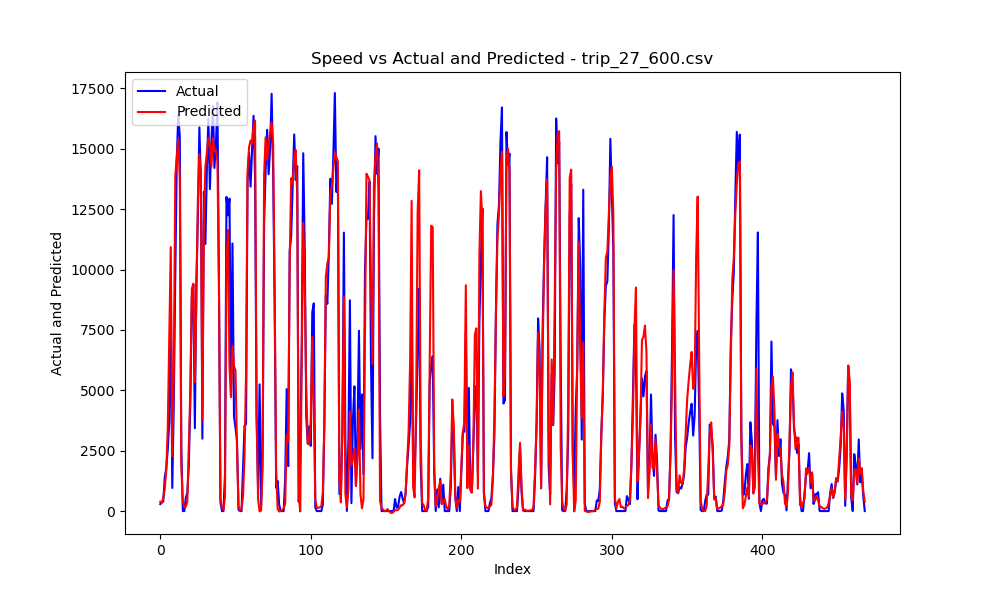 Speed vs Actual and Predicted - trip_27_600.csv
Actual
Predicted
17500
15000
12500
10000
7500
5000
2500
0
Actual and Predicted
0 100 200 300 400
Index